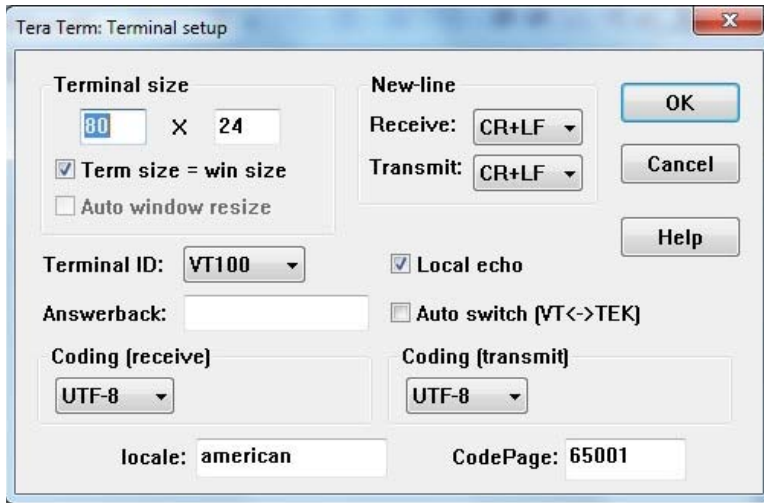 Tera Term: Terminal setup
Terminal size
80 X 24
Term size = win size
Auto window resize
New-line
Receive: CR+LF
Transmit: CR+LF
OK
Cancel
Help
Terminal ID: VT100
Local echo
Answerback:
Auto switch (VT<->TEK)
Coding (receive)
UTF-8
Coding (transmit)
UTF-8
locale: american
CodePage: 65001